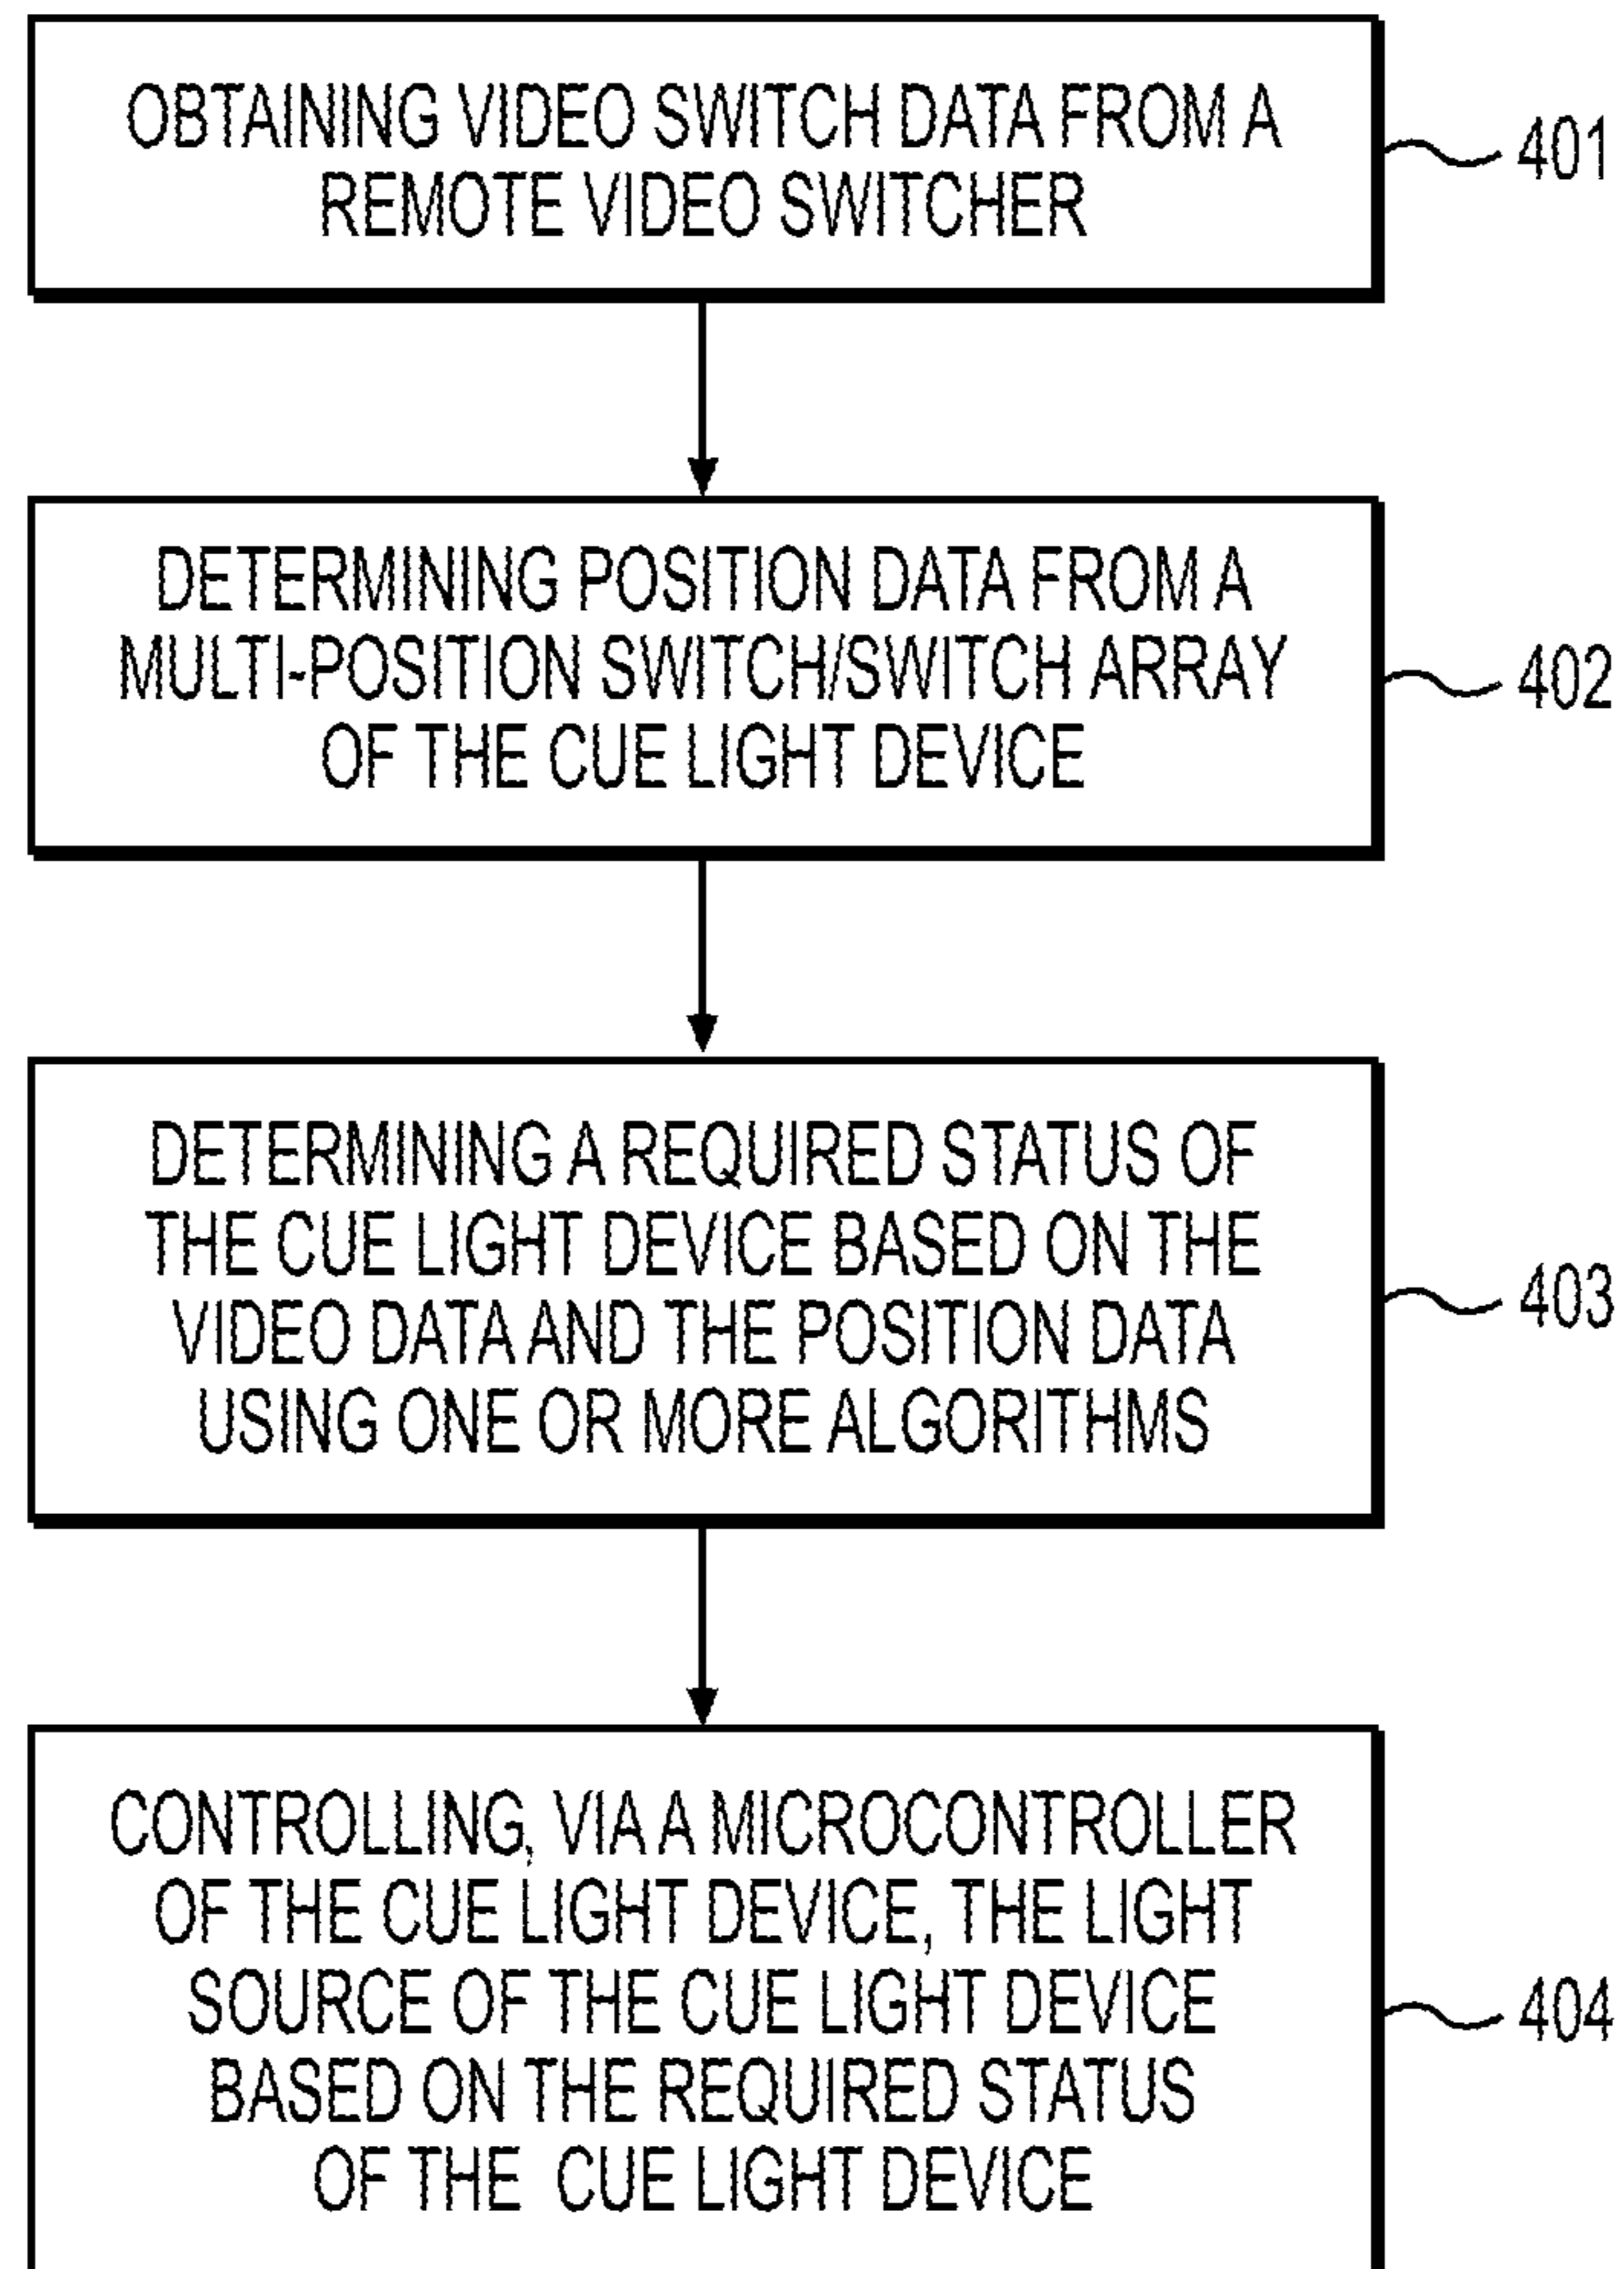 OBTAINING VIDEO SWITCH DATA FROM A
REMOTE VIDEO SWITCHER
401
DETERMINING POSITION DATA FROM A
MULTI-POSITION SWITCH/SWITCH ARRAY
OF THE CUE LIGHT DEVICE
402
DETERMINING A REQUIRED STATUS OF
THE CUE LIGHT DEVICE BASED ON THE
VIDEO DATA AND THE POSITION DATA
USING ONE OR MORE ALGORITHMS
403
CONTROLLING, VIA A MICROCONTROLLER
OF THE CUE LIGHT DEVICE, THE LIGHT
SOURCE OF THE CUE LIGHT DEVICE
BASED ON THE REQUIRED STATUS
OF THE CUE LIGHT DEVICE
404